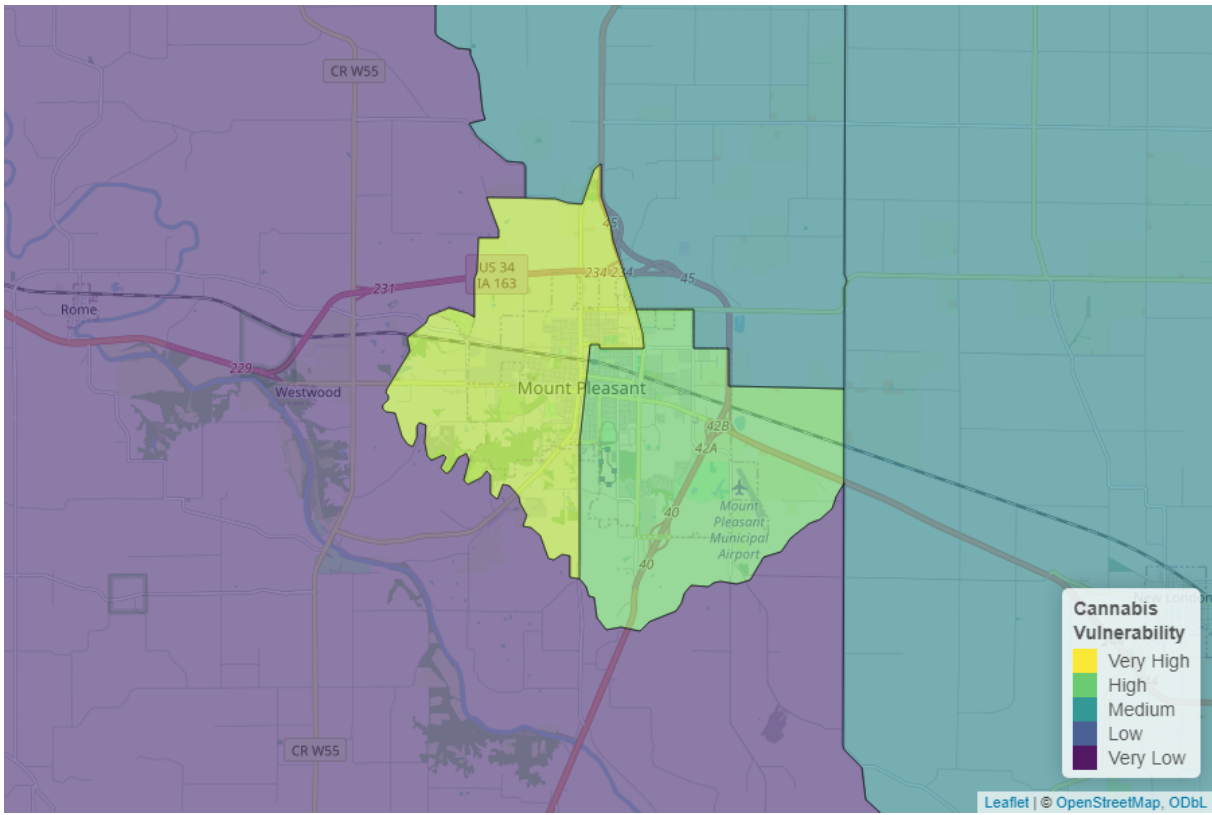 CR W55
45
US 34
IA 163
234 234
45
231
Rome
229
Westwood
Mount Pleasant
42B
42A
40
Mount
Pleasant
Municipal
Airport
40
New London
Cannabis
Vulnerability
Very High
High
Medium
Low
Very Low
CR W55
Leaflet | © OpenStreetMap, ODbL